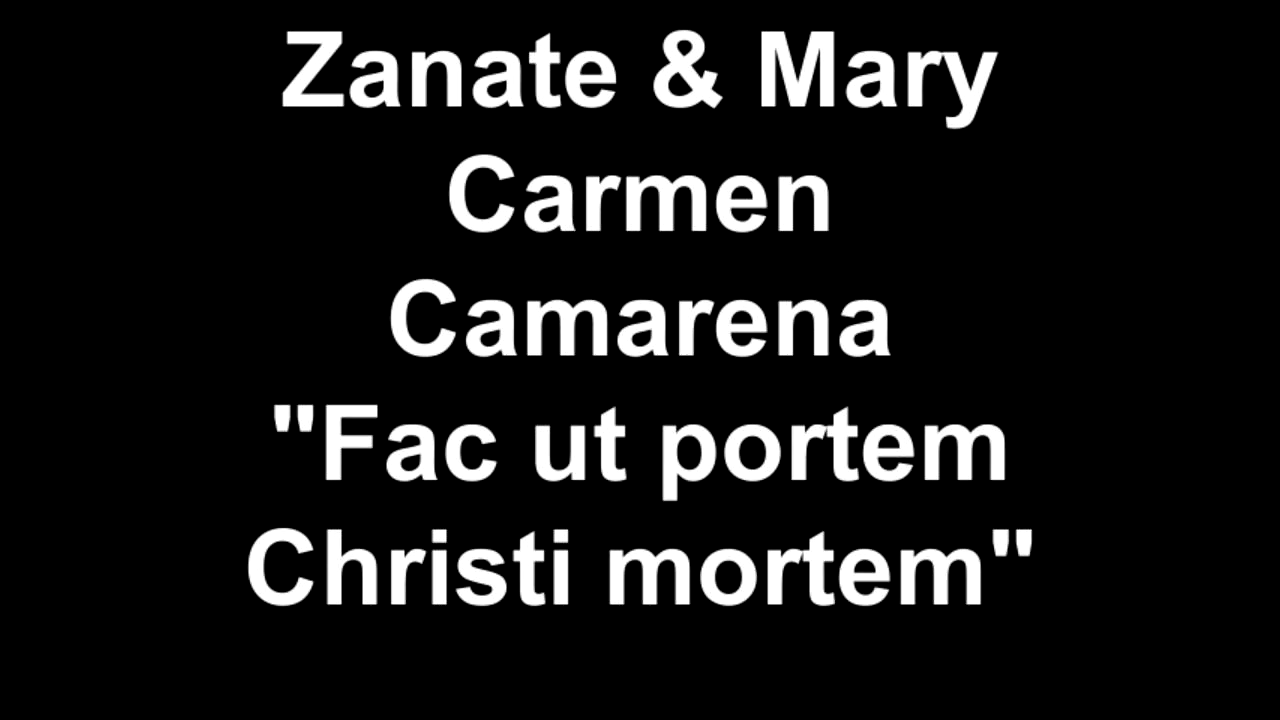 Zanate & Mary
Carmen
Camarena
"Fac ut portem
Christi mortem"